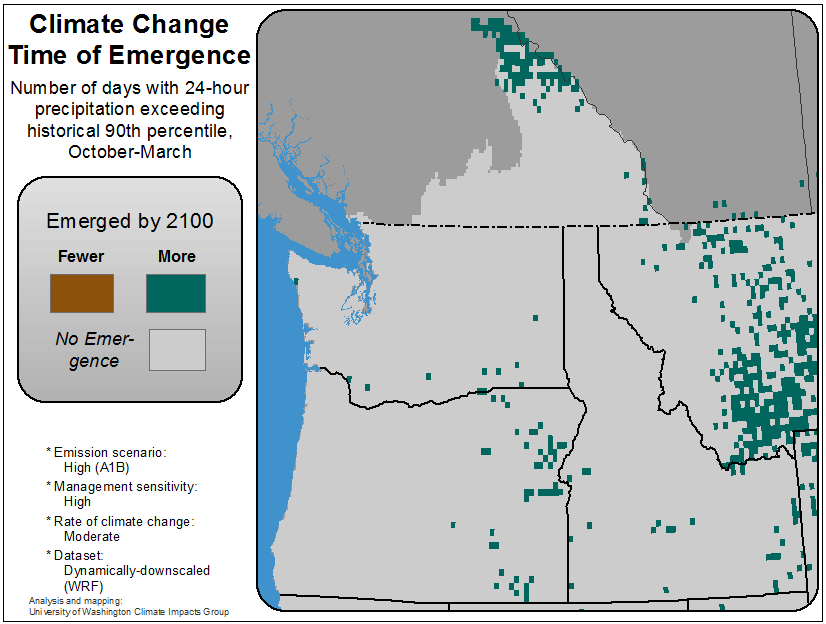 Climate Change
Time of Emergence
Number of days with 24-hour
precipitation exceeding
historical 90th percentile,
October-March
Emerged by 2100
Fewer More
No Emer-
gence
* Emission scenario:
High (A1B)
* Management sensitivity:
High
* Rate of climate change:
Moderate
* Dataset:
Dynamically-downscaled
(WRF)
Analysis and mapping:
University of Washington Climate Impacts Group